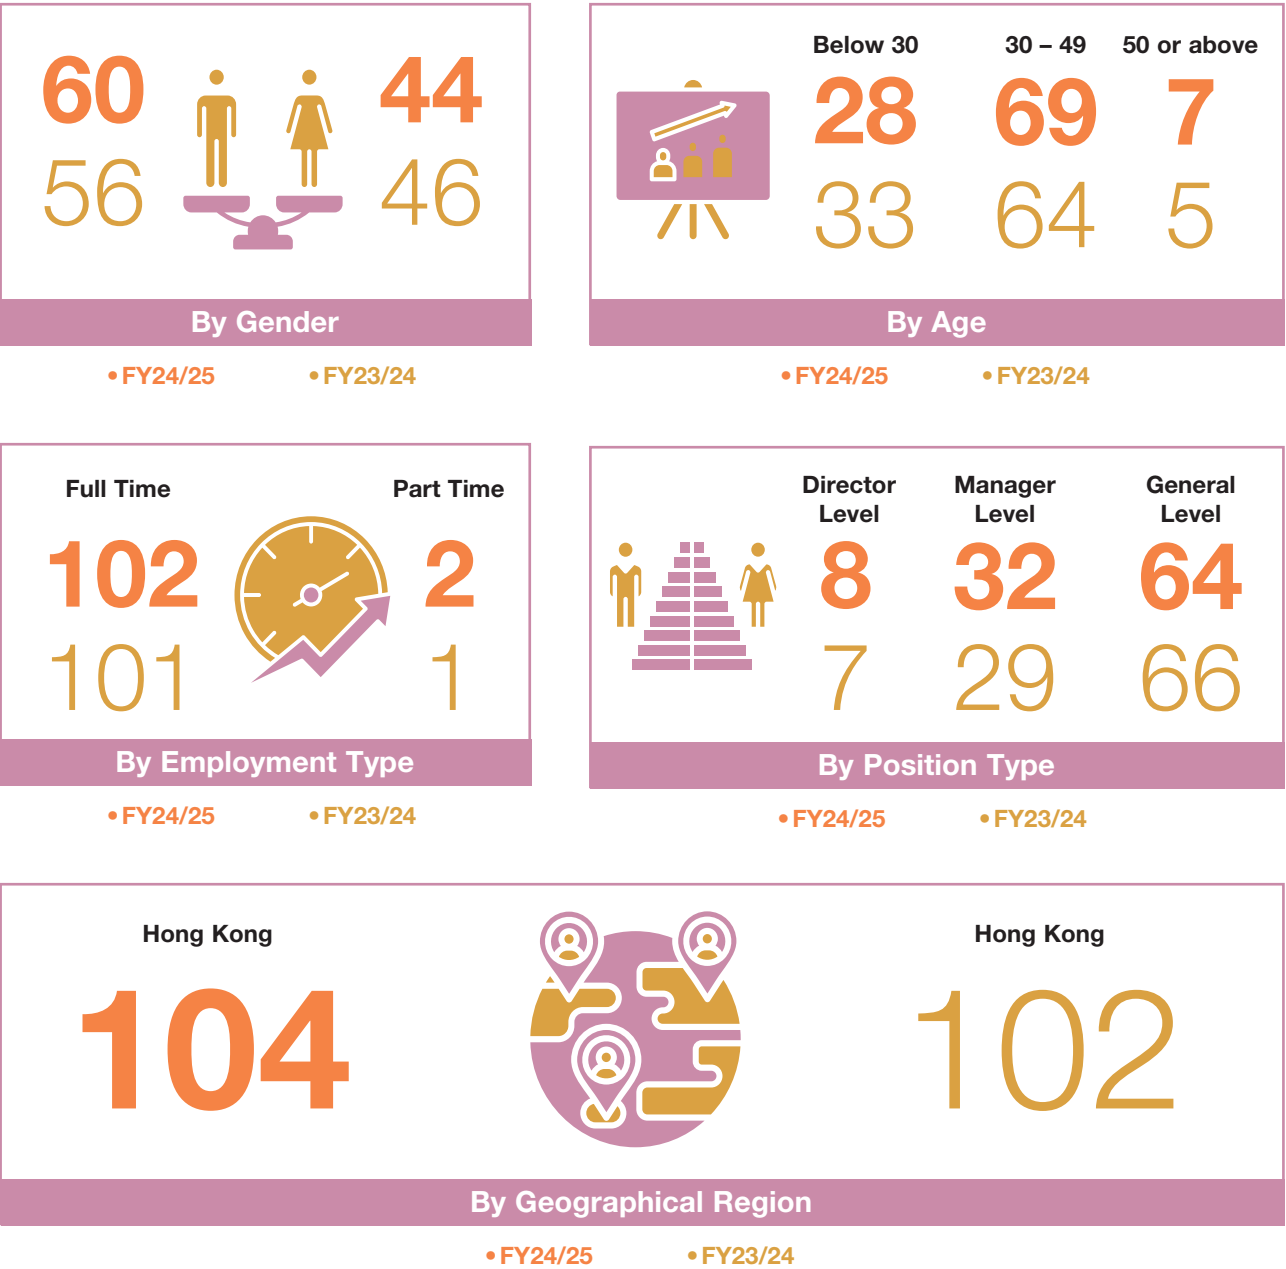 60 44
56 46
By Gender
• FY24/25 • FY23/24
Below 30 30 – 49 50 or above
28 69 7
33 64 5
By Age
• FY24/25 • FY23/24
Full Time Part Time
102 2
101 1
By Employment Type
• FY24/25 • FY23/24
Director Manager General
Level Level Level
8 32 64
7 29 66
By Position Type
• FY24/25 • FY23/24
Hong Kong Hong Kong
104 102
By Geographical Region
• FY24/25 • FY23/24